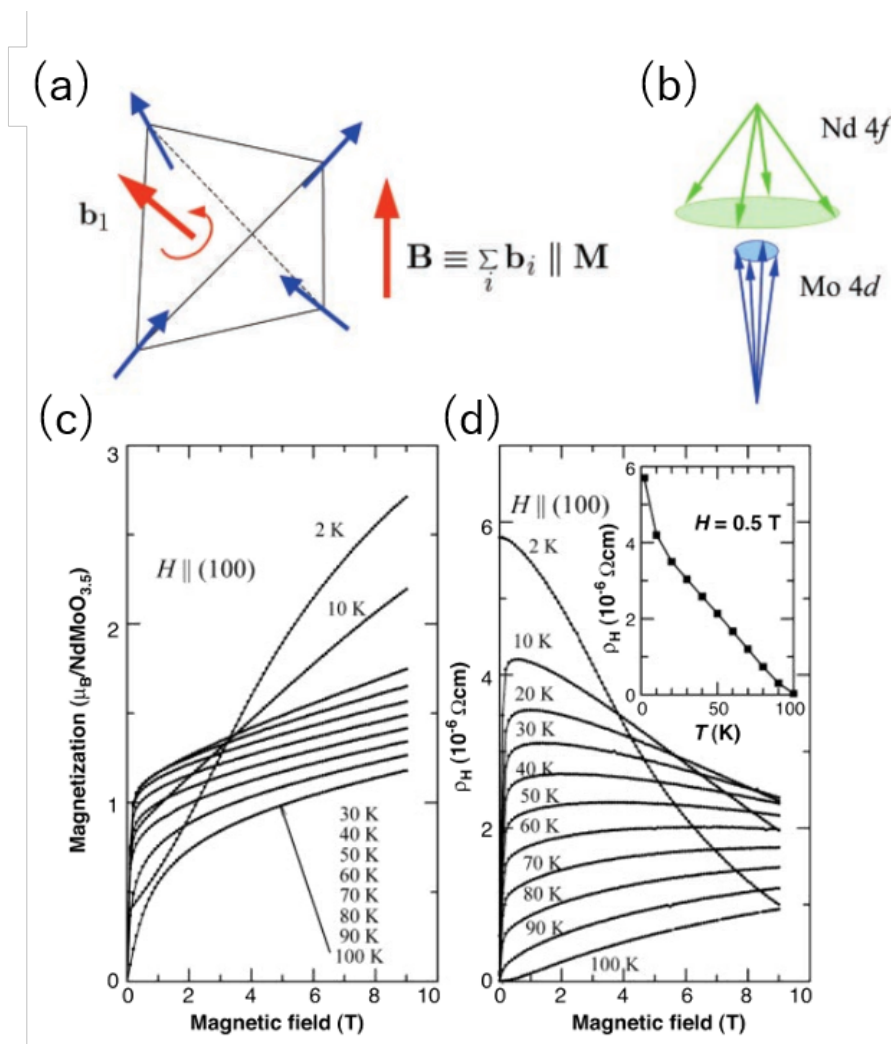 (a)
(b)
b₁
B ≡ Σᵢ bᵢ ∥ M
Nd 4f
Mo 4d
(c)
(d)
3
2
1
0
Magnetization (μB/NdMoO3.5)
H ∥ (100)
2 K
10 K
30 K
40 K
50 K
60 K
70 K
80 K
90 K
100 K
0 2 4 6 8 10
Magnetic field (T)
6
4
2
0
ρH (10⁻⁶ Ωcm)
H ∥ (100)
2 K
10 K
20 K
30 K
40 K
50 K
60 K
70 K
80 K
90 K
100 K
0 2 4 6 8 10
Magnetic field (T)
6
4
2
0
ρH (10⁻⁶ Ωcm)
H = 0.5 T
0 50 100
T (K)